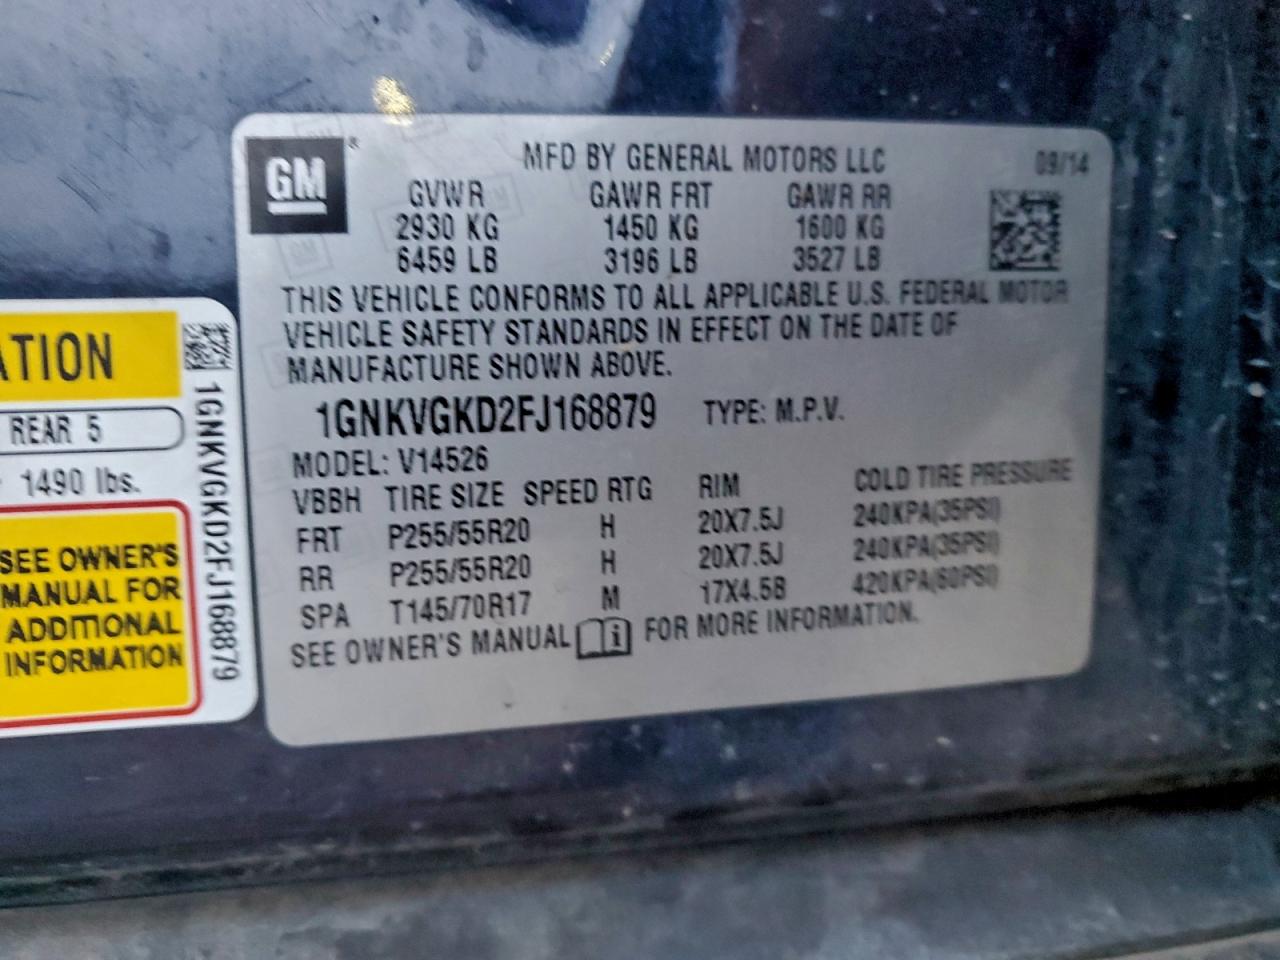 GM®
MFD BY GENERAL MOTORS LLC 09/14
GVWR GAWR FRT GAWR RR
2930 KG 1450 KG 1600 KG
6459 LB 3196 LB 3527 LB
THIS VEHICLE CONFORMS TO ALL APPLICABLE U.S. FEDERAL MOTOR
VEHICLE SAFETY STANDARDS IN EFFECT ON THE DATE OF
MANUFACTURE SHOWN ABOVE.
1GNKVGKD2FJ168879 TYPE: M.P.V.
MODEL: V14526
VBBH TIRE SIZE SPEED RTG RIM COLD TIRE PRESSURE
FRT P255/55R20 H 20X7.5J 240KPA(35PSI)
RR P255/55R20 H 20X7.5J 240KPA(35PSI)
SPA T145/70R17 M 17X4.5B 420KPA(60PSI)
SEE OWNER'S MANUAL i FOR MORE INFORMATION.
ATION
REAR 5
1490 lbs.
SEE OWNER'S
MANUAL FOR
ADDITIONAL
INFORMATION
1GNKVGKD2FJ168879